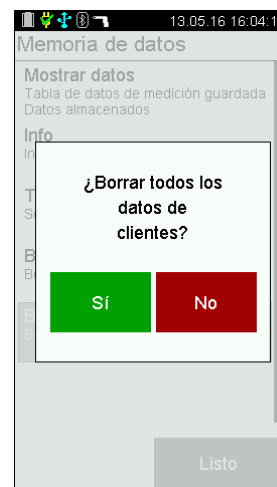 13.05.16 16:04:1
Memoria de datos
Mostrar datos
Tabla de datos de medición guardada
Datos almacenados
Info
¿Borrar todos los
datos de
clientes?
Sí
No
Listo